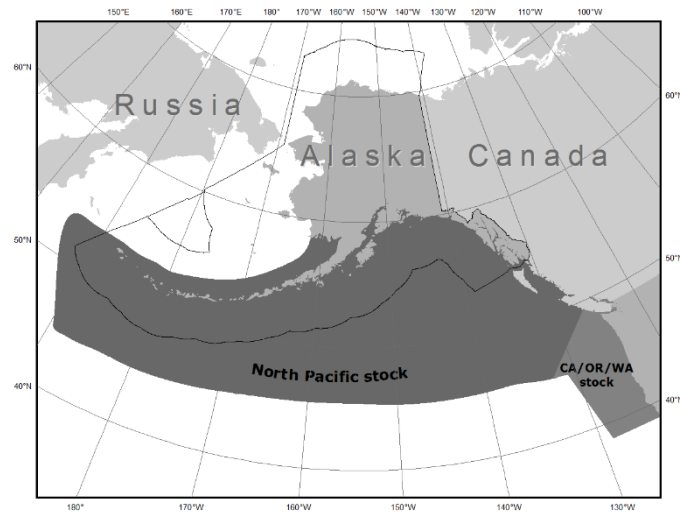 150°E 160°E 170°E 180° 170°W 160°W 150°W 140°W 130°W 120°W 110°W 100°W
60°N
60°N
Russia
Alaska Canada
50°N
50°N
North Pacific stock
CA/OR/WA
stock
40°N
40°N
180° 170°W 160°W 150°W 140°W 130°W